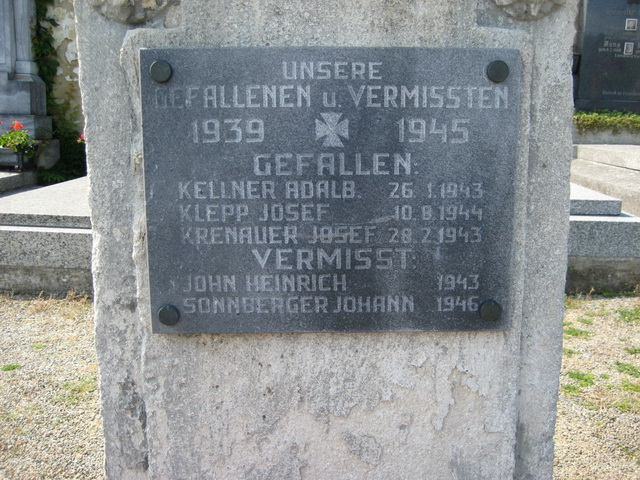 UNSERE
GEFALLENEN u. VERMISSTEN
1939 1945
GEFALLEN:
KELLNER ADALB. 26.1.1943
KLEPP JOSEF 10.8.1944
KRENAUER JOSEF 28.2.1943
VERMISST:
JOHN HEINRICH 1943
SONNBERGER JOHANN 1946